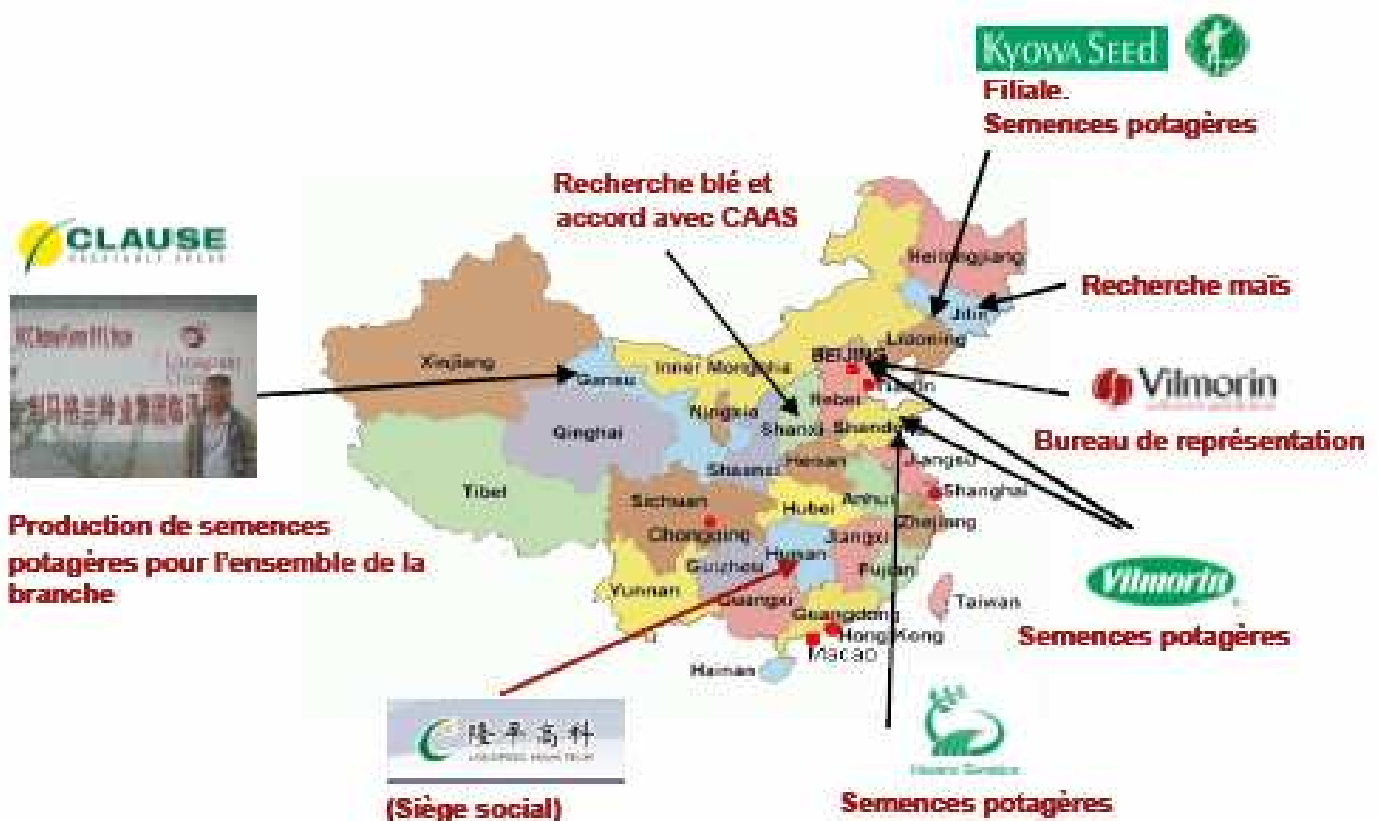 KYOWA SEED
Filiale.
Semences potagères
Recherche blé et
accord avec CAAS
CLAUSE
Heilongjiang
Recherche maïs
Jilin
Liaoning
Xinjiang
Inner Mongolia
BEIJING
Gansu
Vilmorin
Ningxia
Hebei
Qinghai
Shanxi
Bureau de représentation
Henan
Jiangsu
Shaanxi
Tibet
Sichuan
Shanghai
Hubei
Anhui
Production de semences
potagères pour l'ensemble de la
branche
Chongqing
Zhejiang
Hunan
Jiangxi
Guizhou
Fujian
Vilmorin
Yunnan
Guangxi
Taiwan
Guangdong
Semences potagères
Hong Kong
Macao
Hainan
隆平高科
(Siège social)
Semences potagères